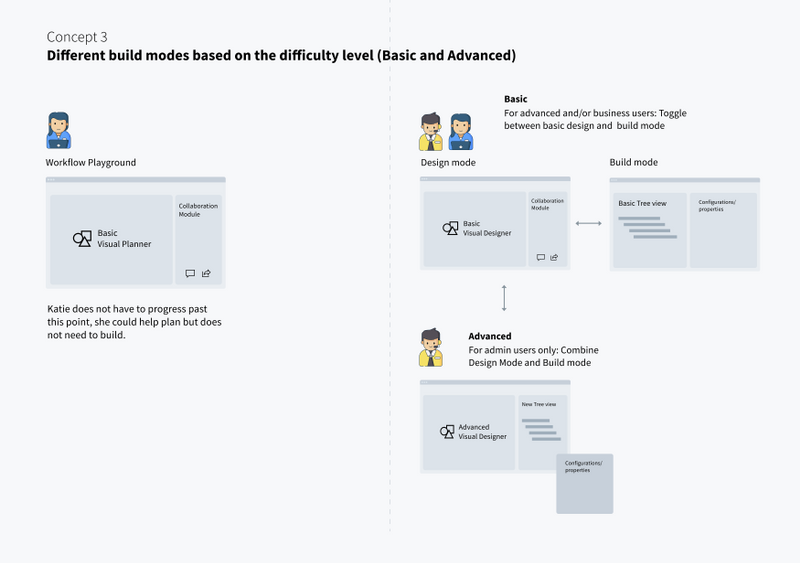 Concept 3
Different build modes based on the difficulty level (Basic and Advanced)
Workflow Playground
Basic
Visual Planner
Collaboration
Module
Katie does not have to progress past
this point, she could help plan but does
not need to build.
Basic
For advanced and/or business users: Toggle
between basic design and build mode
Design mode
Basic
Visual Designer
Collaboration
Module
Build mode
Basic Tree view
Configurations/
properties
Advanced
For admin users only: Combine
Design Mode and Build mode
Advanced
Visual Designer
New Tree view
Configurations/
properties